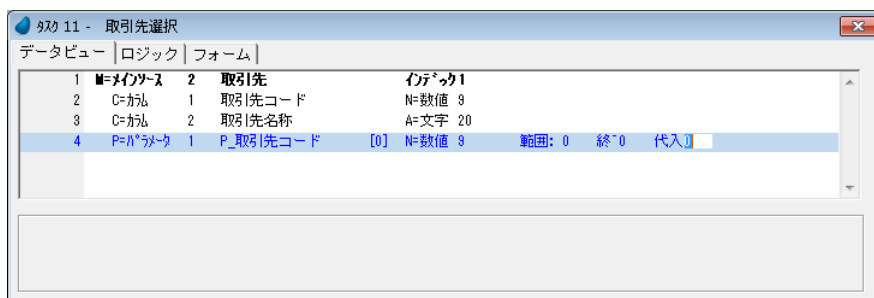 タスク 11 - 取引先選択
データビュー ロジック フォーム
1 M=メインソース 2 取引先 インデック1
2 C=カラム 1 取引先コード N=数値 9
3 C=カラム 2 取引先名称 A=文字 20
4 P=パラメータ 1 P_取引先コード [0] N=数値 9 範囲: 0 終~0 代入0